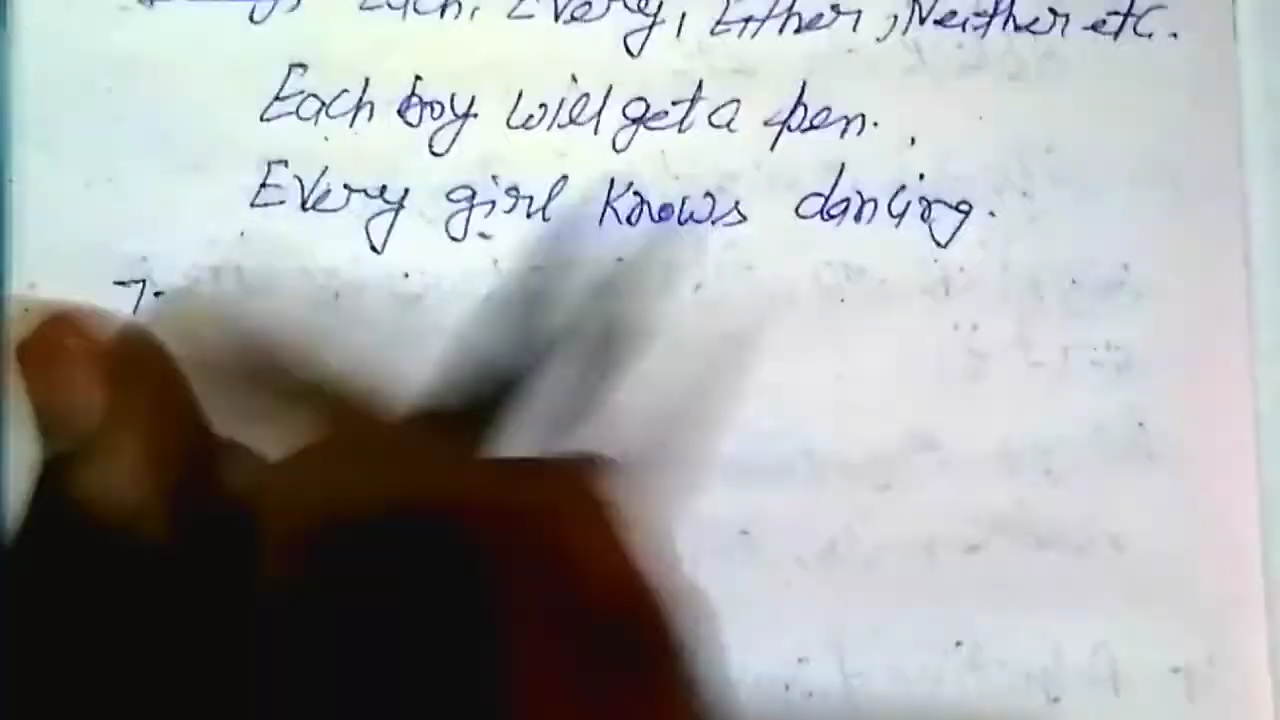 Each, Every, Either, Neither etc.
Each boy will get a pen.
Every girl knows dancing.
7.